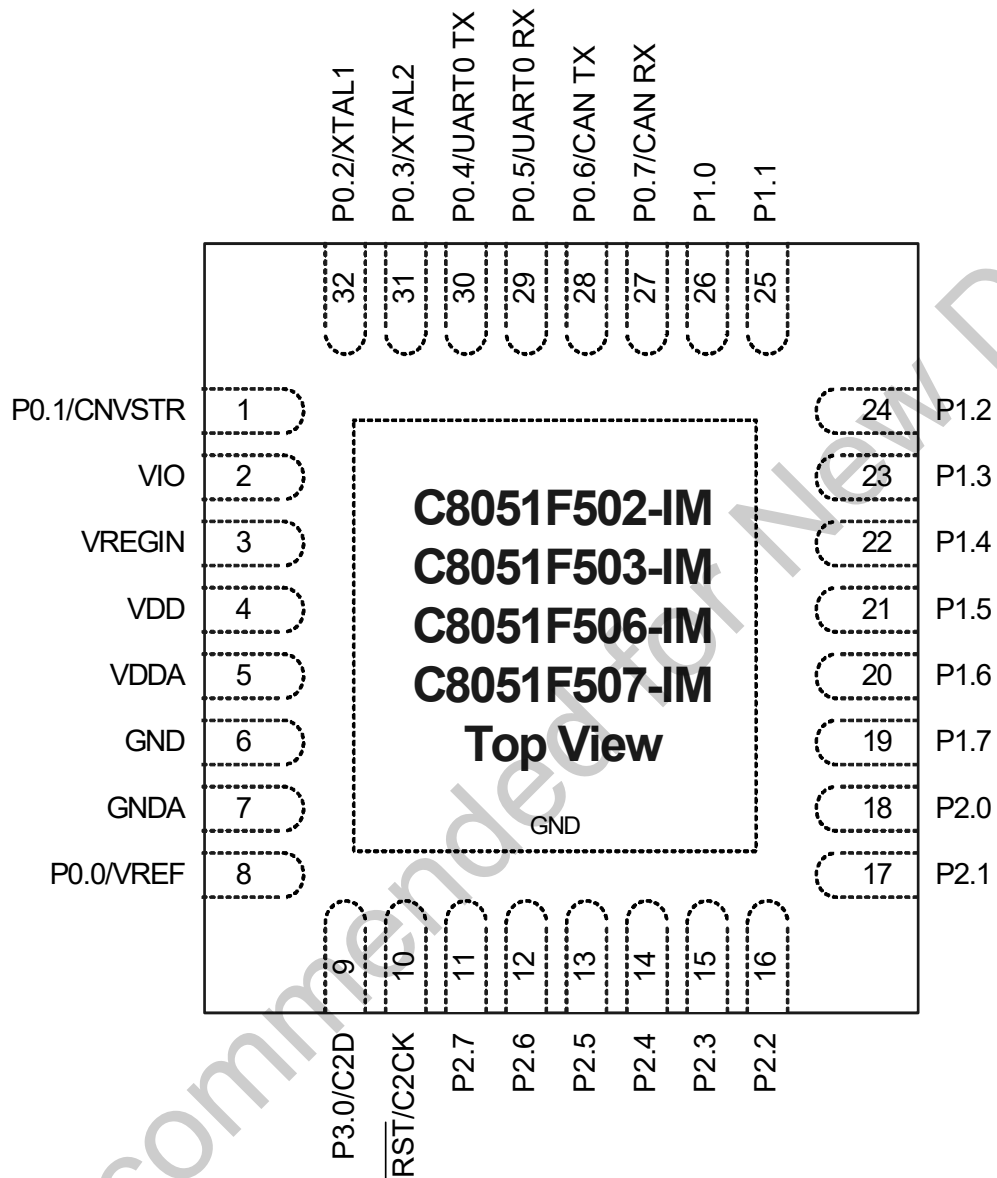 P0.2/XTAL1
P0.3/XTAL2
P0.4/UART0 TX
P0.5/UART0 RX
P0.6/CAN TX
P0.7/CAN RX
P1.0
P1.1
32
31
30
29
28
27
26
25
P0.1/CNVSTR 1
VIO 2
VREGIN 3
VDD 4
VDDA 5
GND 6
GNDA 7
P0.0/VREF 8
C8051F502-IM
C8051F503-IM
C8051F506-IM
C8051F507-IM
Top View
GND
24 P1.2
23 P1.3
22 P1.4
21 P1.5
20 P1.6
19 P1.7
18 P2.0
17 P2.1
9
10
11
12
13
14
15
16
P3.0/C2D
RST/C2CK
P2.7
P2.6
P2.5
P2.4
P2.3
P2.2
commended for New D